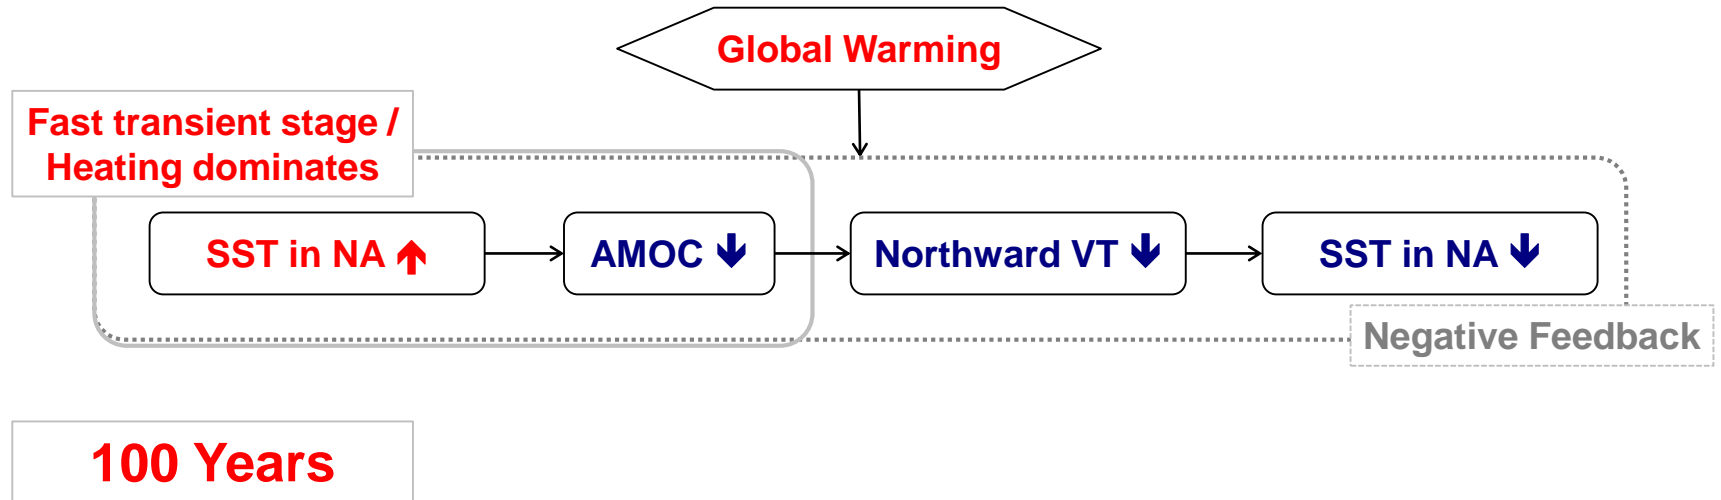 Global Warming
Fast transient stage /
Heating dominates
SST in NA ↑
AMOC ↓
Northward VT ↓
SST in NA ↓
Negative Feedback
100 Years